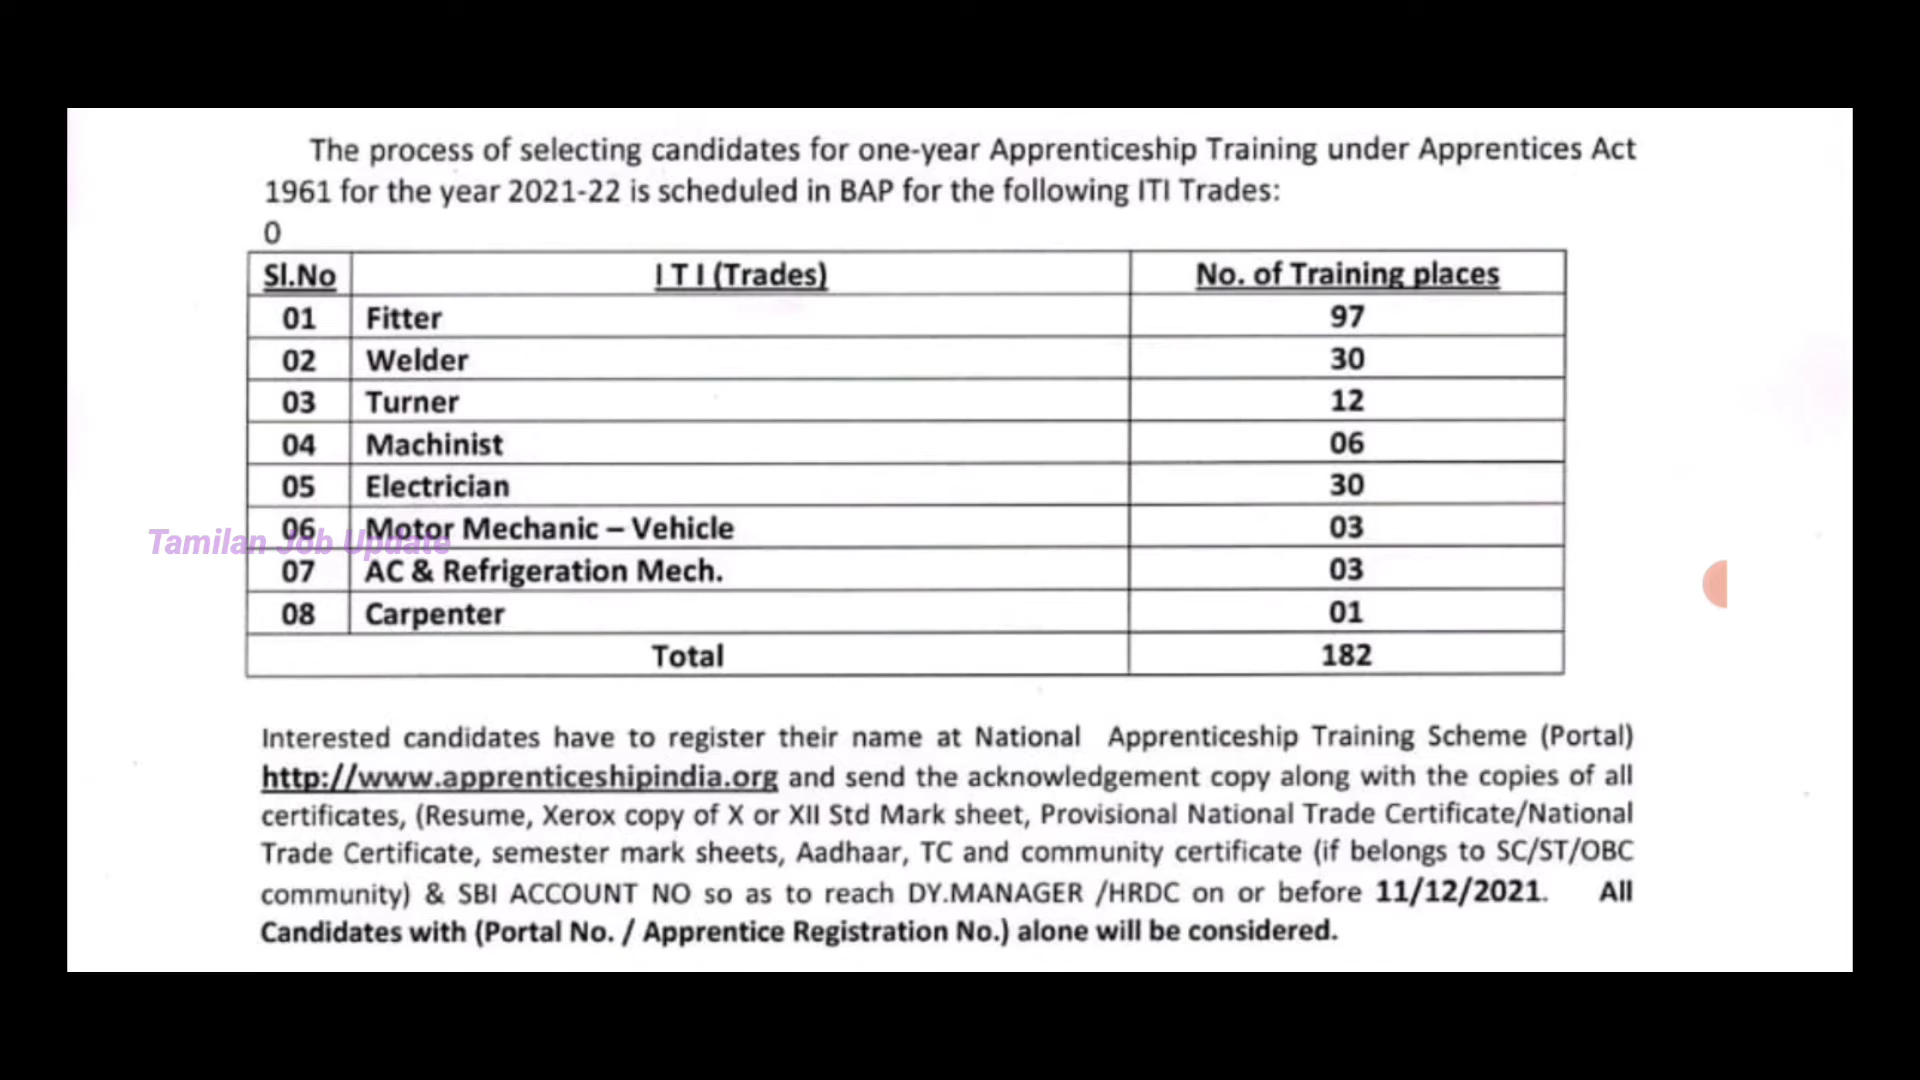 The process of selecting candidates for one-year Apprenticeship Training under Apprentices Act
1961 for the year 2021-22 is scheduled in BAP for the following ITI Trades:
0
Sl.No I T I (Trades) No. of Training places
01 Fitter 97
02 Welder 30
03 Turner 12
04 Machinist 06
05 Electrician 30
06 Motor Mechanic – Vehicle 03
Tamilan Job Update
07 AC & Refrigeration Mech. 03
08 Carpenter 01
Total 182
Interested candidates have to register their name at National Apprenticeship Training Scheme (Portal)
http://www.apprenticeshipindia.org and send the acknowledgement copy along with the copies of all
certificates, (Resume, Xerox copy of X or XII Std Mark sheet, Provisional National Trade Certificate/National
Trade Certificate, semester mark sheets, Aadhaar, TC and community certificate (if belongs to SC/ST/OBC
community) & SBI ACCOUNT NO so as to reach DY.MANAGER /HRDC on or before 11/12/2021. All
Candidates with (Portal No. / Apprentice Registration No.) alone will be considered.